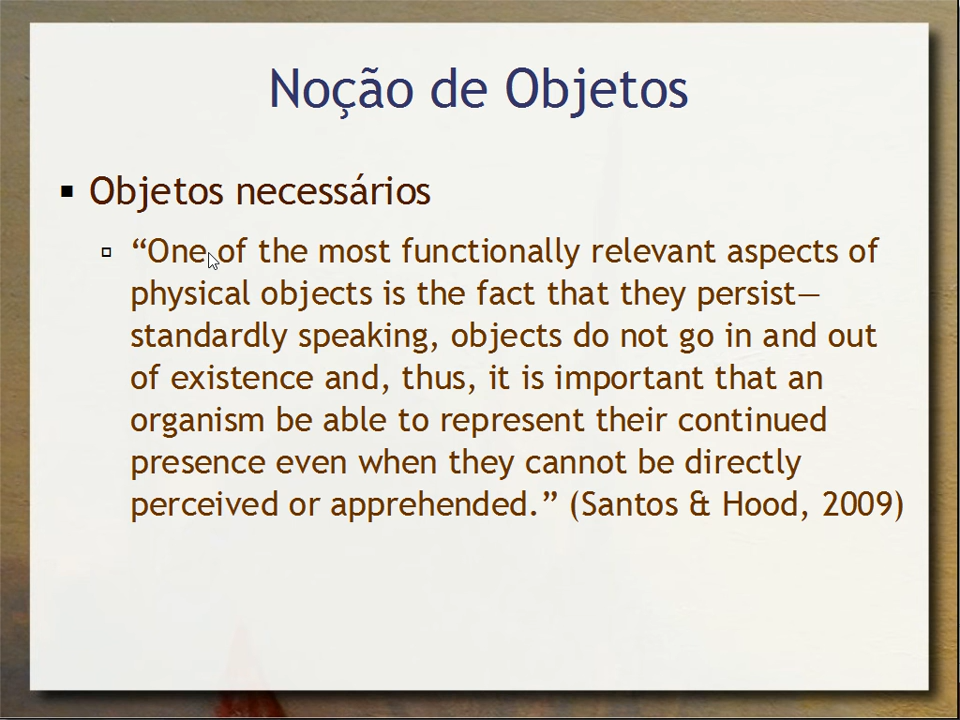 Noção de Objetos
Objetos necessários
“One of the most functionally relevant aspects of
physical objects is the fact that they persist—
standardly speaking, objects do not go in and out
of existence and, thus, it is important that an
organism be able to represent their continued
presence even when they cannot be directly
perceived or apprehended.” (Santos & Hood, 2009)